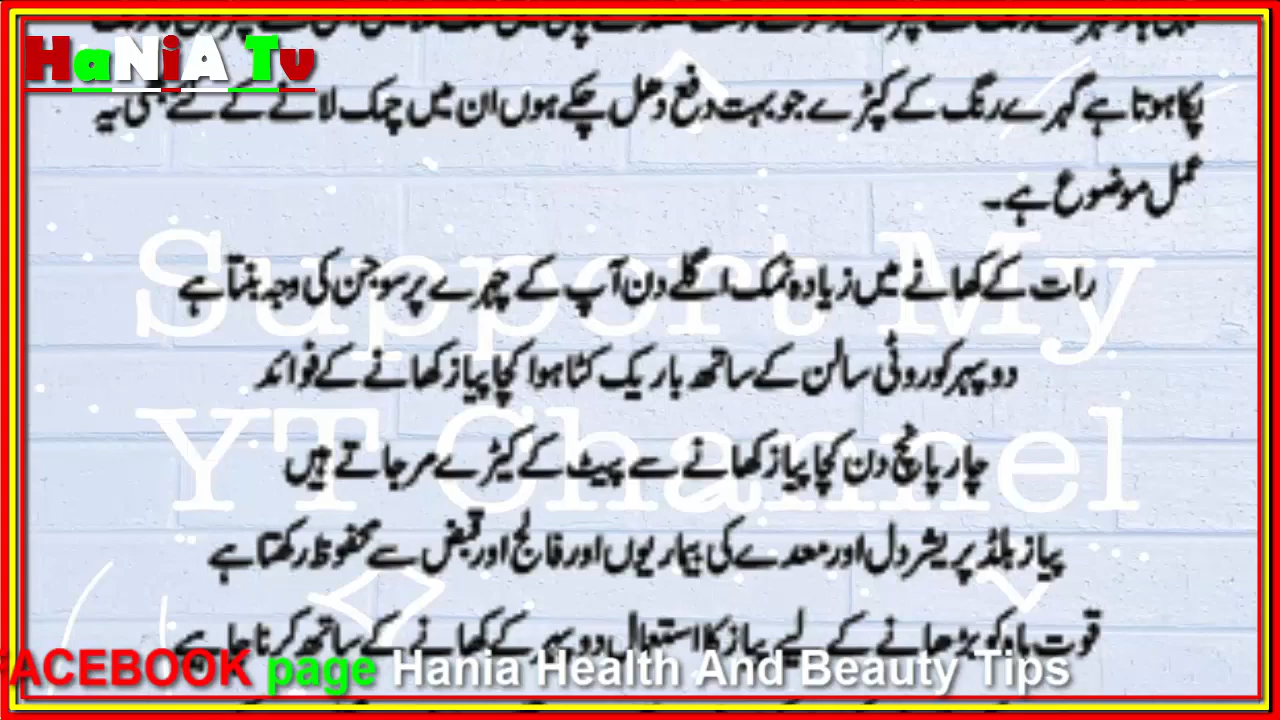 HaNiA Tv
پکا ہوتا ہے گہرے رنگ کے کپڑے جو بہت دفع دھل چکے ہوں ان میں چمک لانے کے لئے بھی یہ
عمل موضوع ہے۔
رات کے کھانے میں زیادہ نمک اگلے دن آپ کے چہرے پر سوجن کی وجہ بنتا ہے
دوپہر کو روٹی سالن کے ساتھ باریک کٹا ہوا کچا پیاز کھانے کے فوائد
چار پانچ دن کچا پیاز کھانے سے پیٹ کے کیڑے مر جاتے ہیں
پیاز بلڈ پریشر دل اور معدے کی بیماریوں اور فالج اور قبض سے محفوظ رکھتا ہے
قوت باہ کو بڑھانے کے لیے پیاز کا استعمال دوپہر کے کھانے کے ساتھ کرنا چاہیے
Support My
YT Channel
ACEBOOK page Hania Health And Beauty Tips